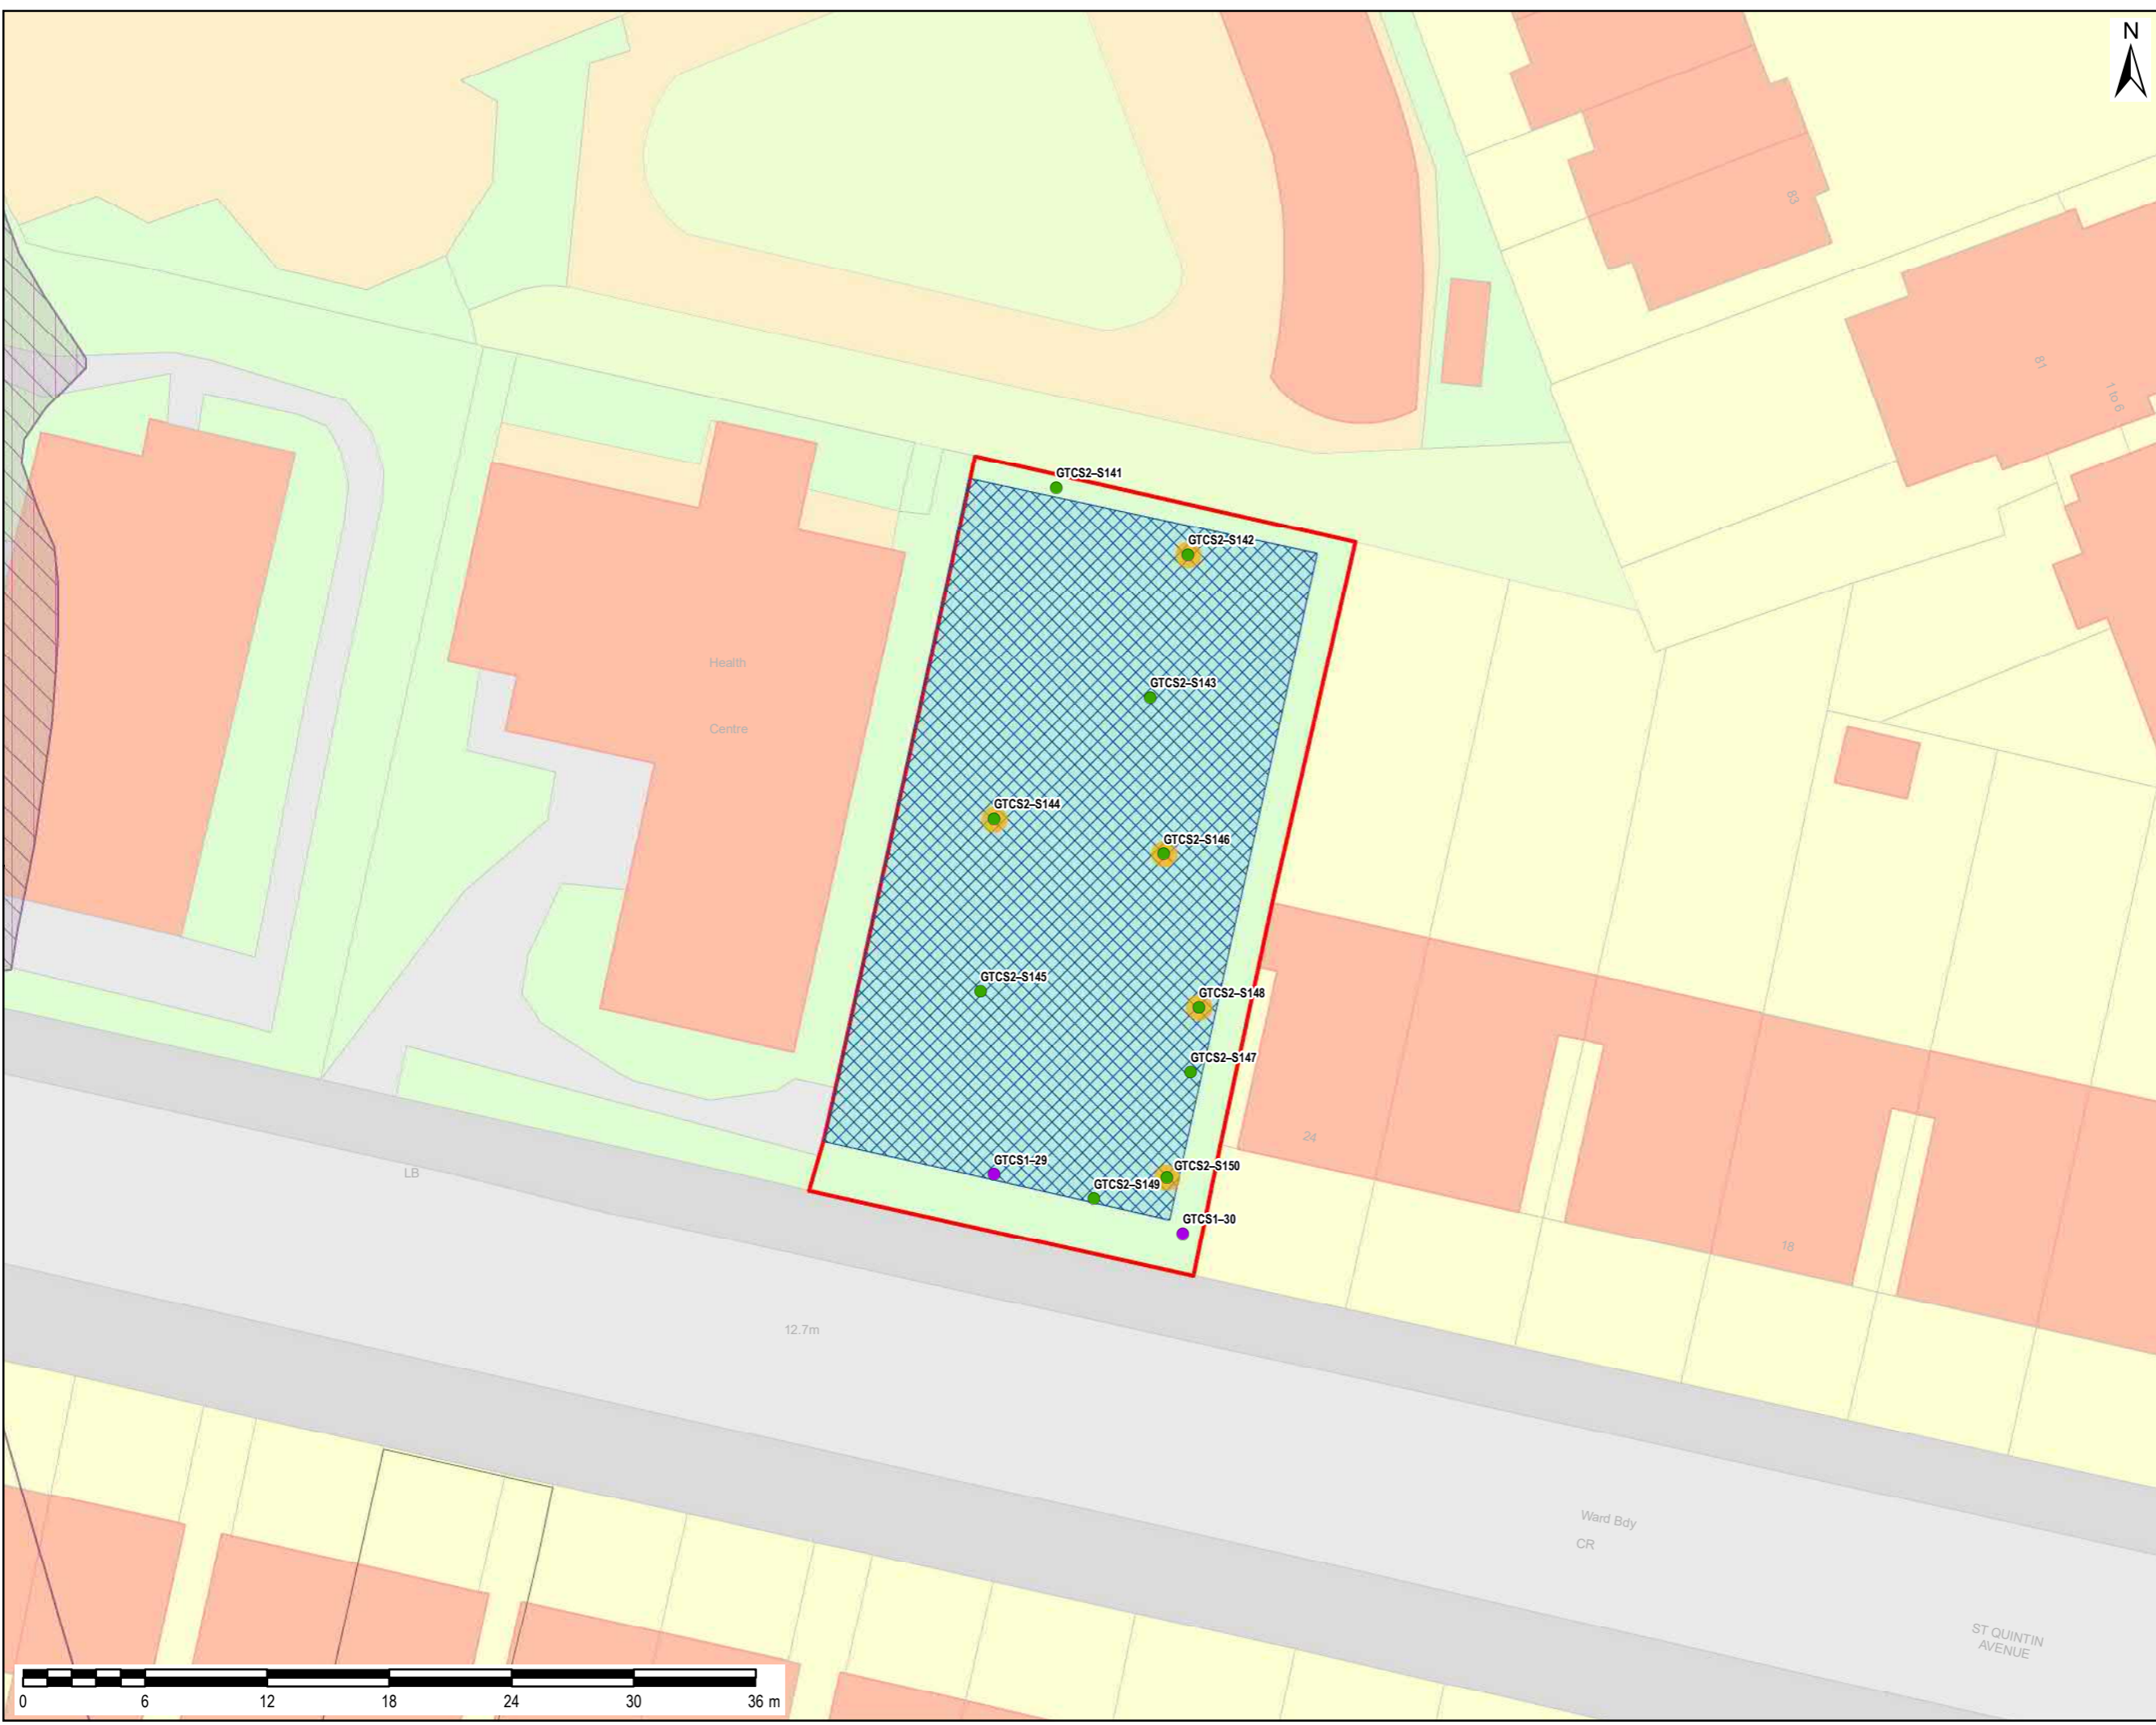 N
83
81
1 to 6
GTCS2–S141
GTCS2–S142
Health
Centre
GTCS2–S143
GTCS2–S144
GTCS2–S146
GTCS2–S145
GTCS2–S148
GTCS2–S147
24
GTCS1–29
GTCS2–S150
GTCS2–S149
GTCS1–30
LB
18
12.7m
Ward Bdy
CR
ST QUINTIN
AVENUE
0 6 12 18 24 30 36 m